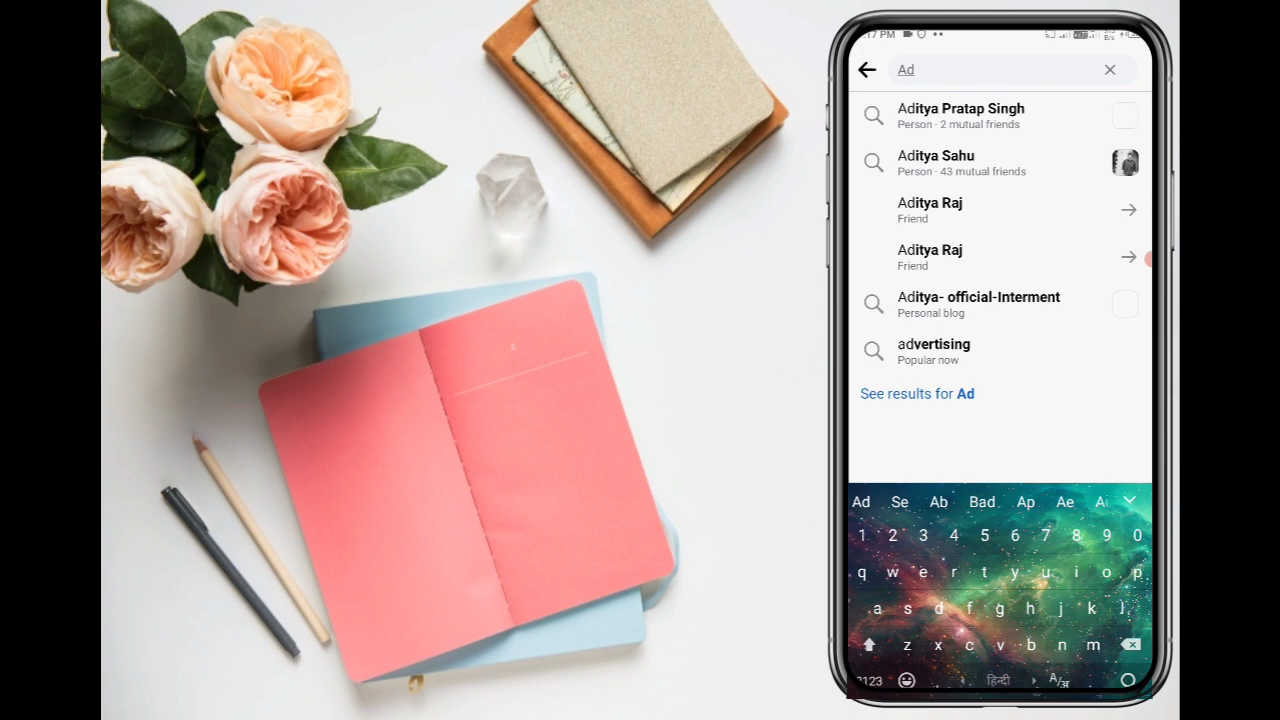 :17 PM
Ad
Aditya Pratap Singh
Person · 2 mutual friends
Aditya Sahu
Person · 43 mutual friends
Aditya Raj
Friend
Aditya Raj
Friend
Aditya- official-Interment
Personal blog
advertising
Popular now
See results for Ad
Ad Se Ab Bad Ap Ae
1 2 3 4 5 6 7 8 9 0
q w e r t y u i o p
a s d f g h j k l
z x c v b n m
?123 हिन्दी A/अ